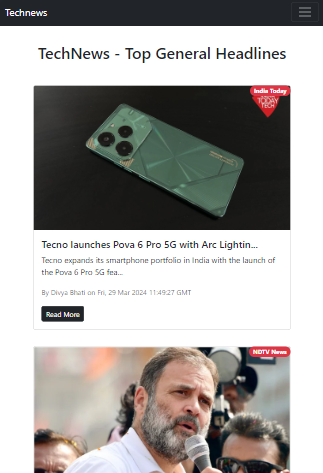 Technews
TechNews - Top General Headlines
India Today
TODAY
TECH
Tecno launches Pova 6 Pro 5G with Arc Lightin...
Tecno expands its smartphone portfolio in India with the launch of
the Pova 6 Pro 5G fea...
By Divya Bhati on Fri, 29 Mar 2024 11:49:27 GMT
Read More
NDTV News